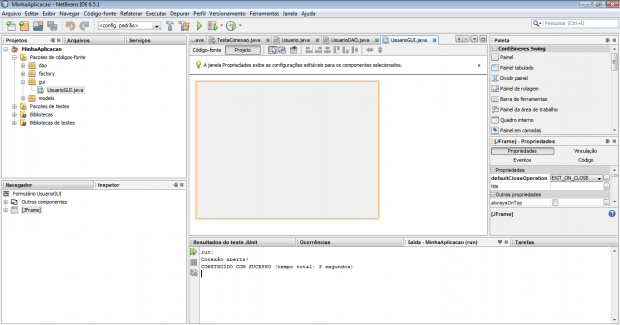 MinhaAplicacao - NetBeans IDE 6.5.1
Arquivo Editar Exibir Navegar Código-fonte Refatorar Executar Depurar Perfil Versionamento Ferramentas Janela Ajuda
<config. padrão>
Pesquisar (Ctrl+I)
Projetos
Arquivos
Serviços
MinhaAplicacao
Pacotes de código-fonte
dao
factory
gui
UsuarioGUI.java
modelo
Pacotes de testes
Bibliotecas
Bibliotecas de testes
Navegador
Inspetor
Formulário UsuarioGUI
Outros componentes
[JFrame]
...ava
TestaConexao.java
Usuario.java
UsuarioDAO.java
UsuarioGUI.java
Código-fonte
Projeto
A janela Propriedades exibe as configurações editáveis para os componentes selecionados.
Resultados do teste JUnit
Ocorrências
Saída - MinhaAplicacao (run)
Tarefas
run:
Conexão aberta!
CONSTRUÍDO COM SUCESSO (tempo total: 3 segundos)
Paleta
Contêineres Swing
Painel
Painel tabulado
Dividir painel
Painel de rolagem
Barra de ferramentas
Painel da área de trabalho
Quadro interno
Painel em camadas
[JFrame] - Propriedades
Propriedades
Vinculação
Eventos
Código
Propriedades
defaultCloseOperation
EXIT_ON_CLOSE
title
Outras propriedades
alwaysOnTop
[JFrame]